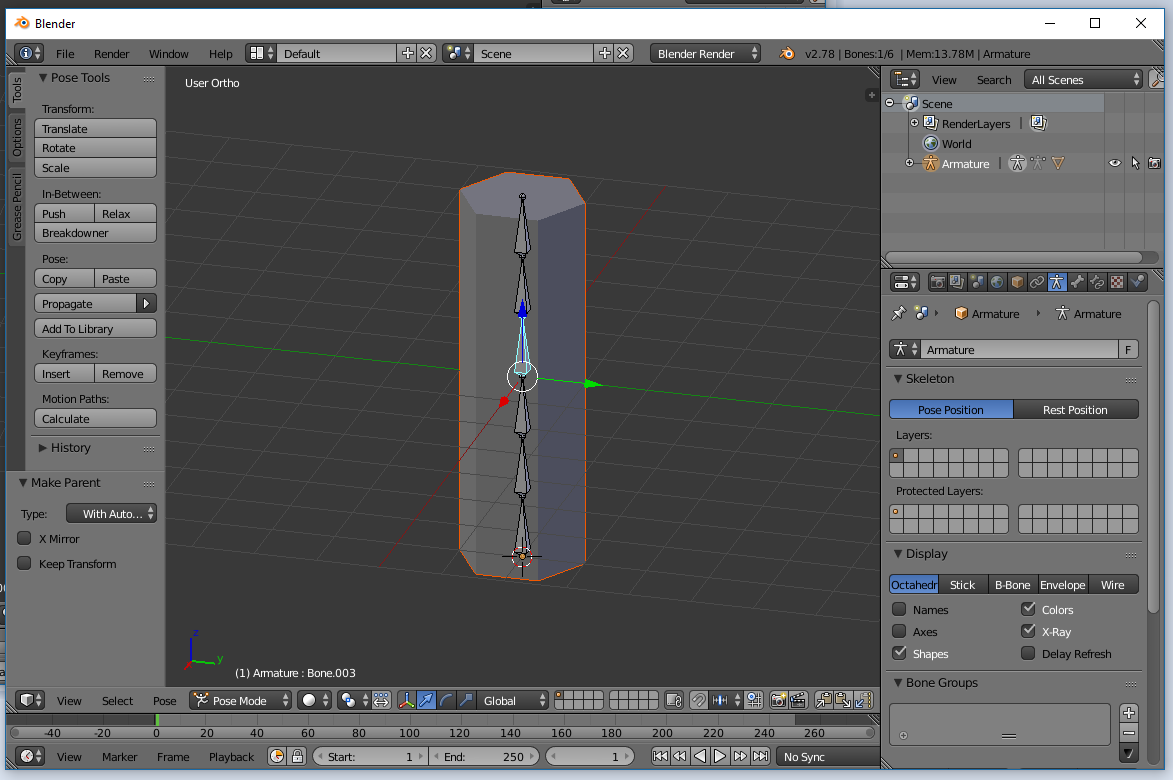 Blender
File Render Window Help Default Scene Blender Render v2.78 | Bones:1/6 | Mem:13.78M | Armature
Tools
Options
Grease Pencil
Pose Tools
Transform:
Translate
Rotate
Scale
In-Between:
Push Relax
Breakdowner
Pose:
Copy Paste
Propagate
Add To Library
Keyframes:
Insert Remove
Motion Paths:
Calculate
History
Make Parent
Type: With Auto...
X Mirror
Keep Transform
User Ortho
z
y
(1) Armature : Bone.003
View Select Pose Pose Mode Global
-40 -20 0 20 40 60 80 100 120 140 160 180 200 220 240 260
View Marker Frame Playback Start: 1 End: 250 1 No Sync
View Search All Scenes
Scene
RenderLayers |
World
Armature |
Armature Armature
Armature F
Skeleton
Pose Position Rest Position
Layers:
Protected Layers:
Display
Octahedr Stick B-Bone Envelope Wire
Names Colors
Axes X-Ray
Shapes Delay Refresh
Bone Groups